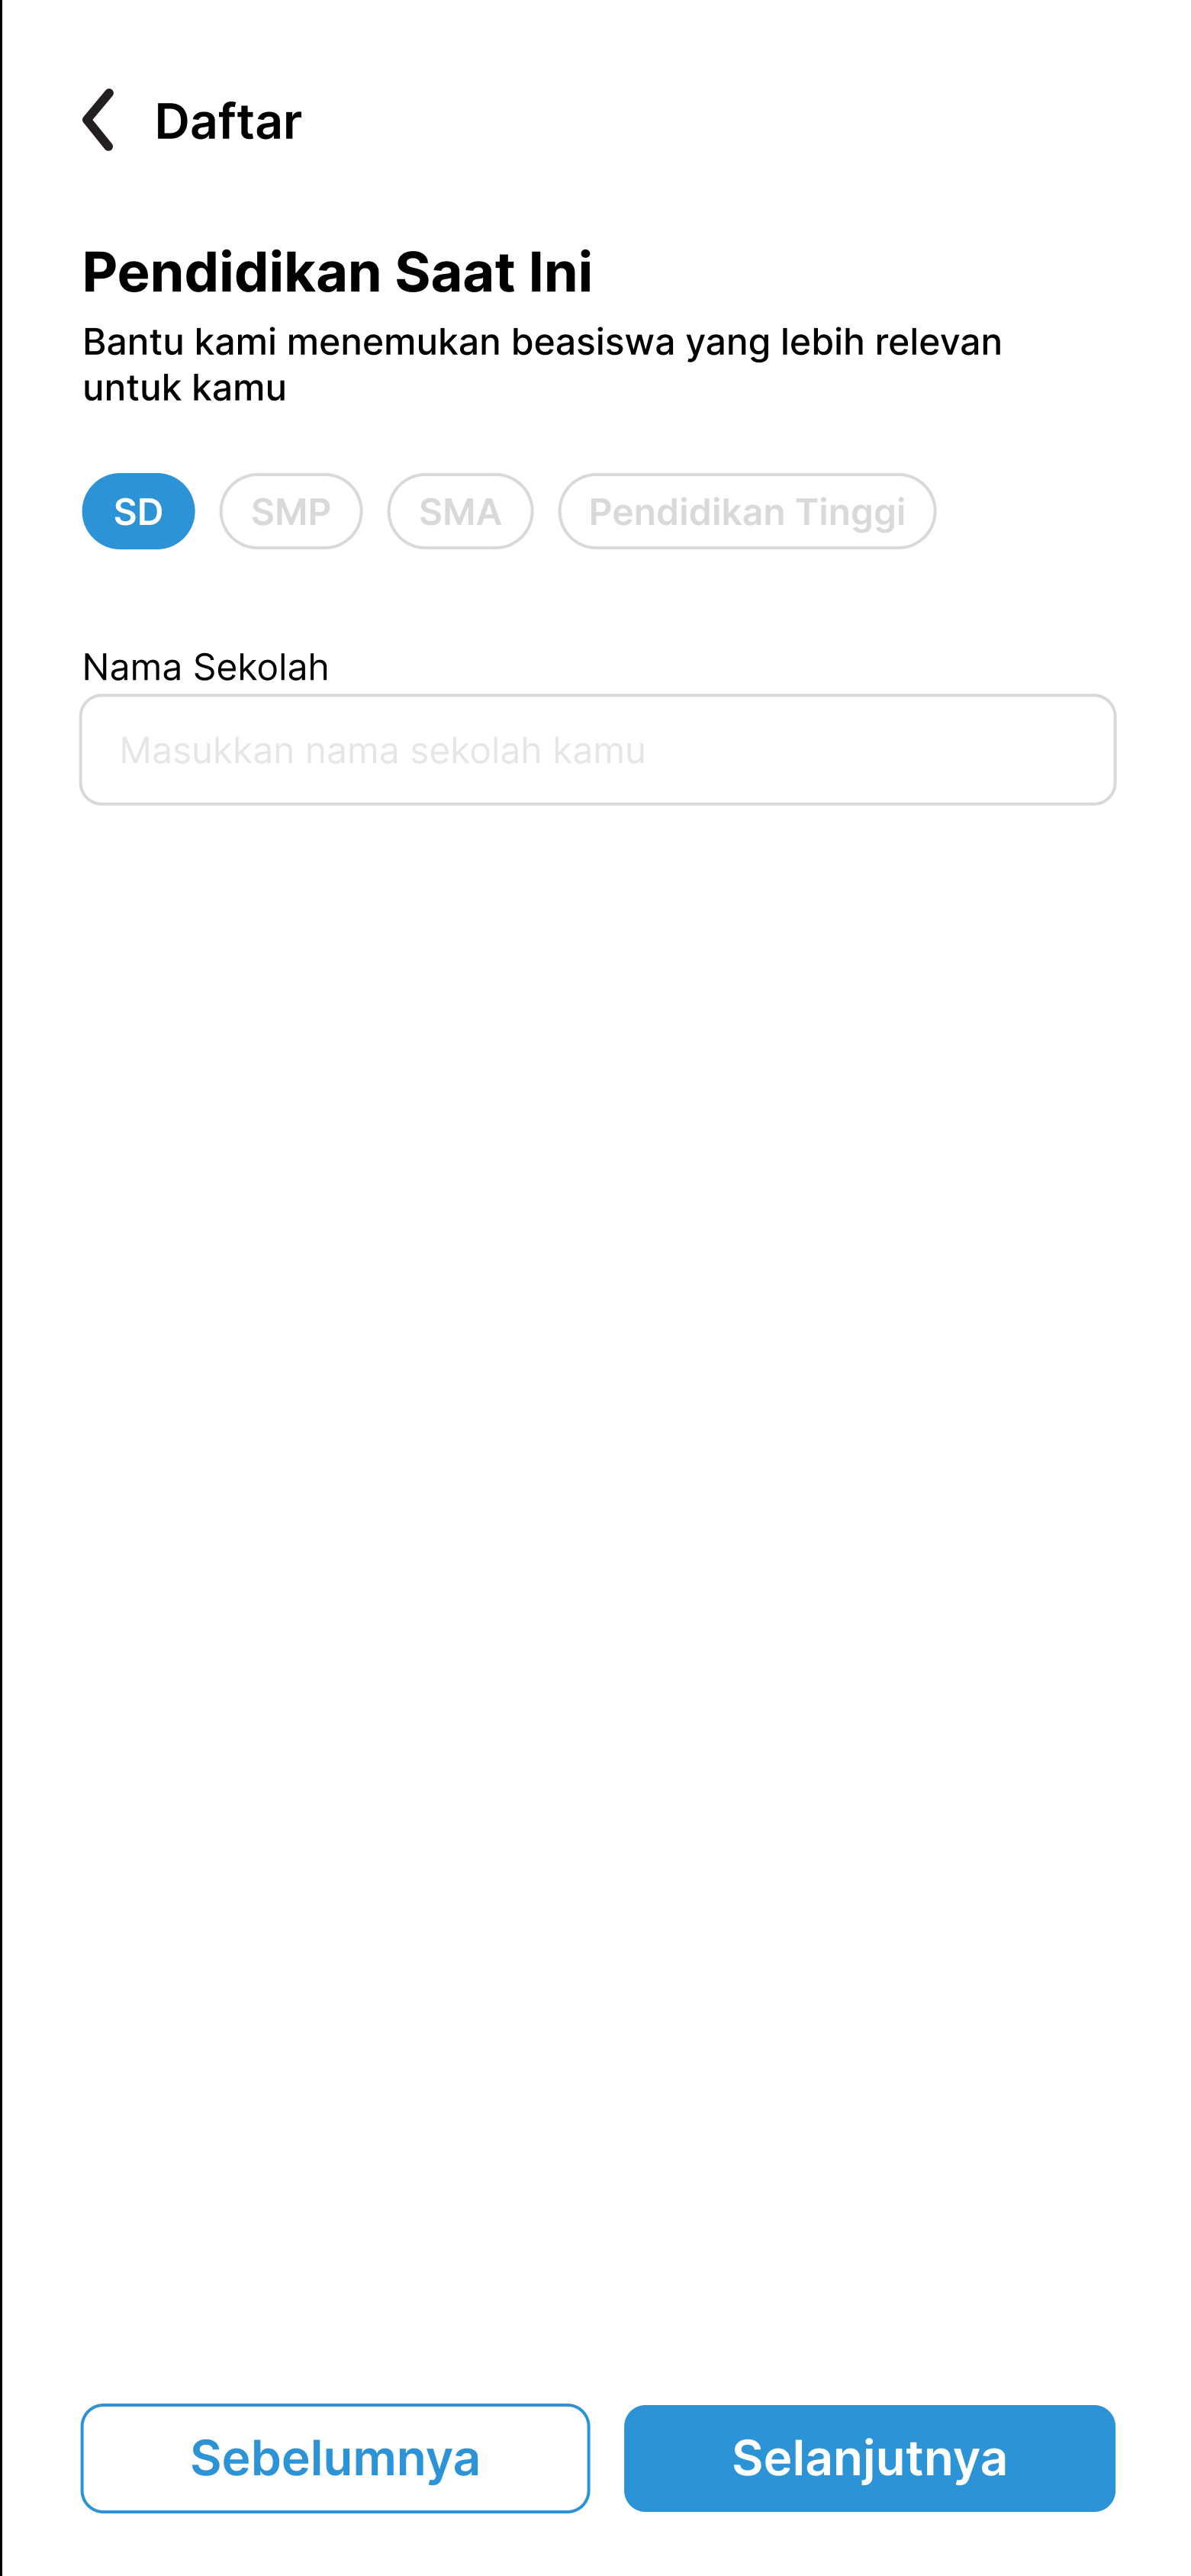 Daftar
Pendidikan Saat Ini
Bantu kami menemukan beasiswa yang lebih relevan
untuk kamu
SD SMP SMA Pendidikan Tinggi
Nama Sekolah
Masukkan nama sekolah kamu
Sebelumnya Selanjutnya